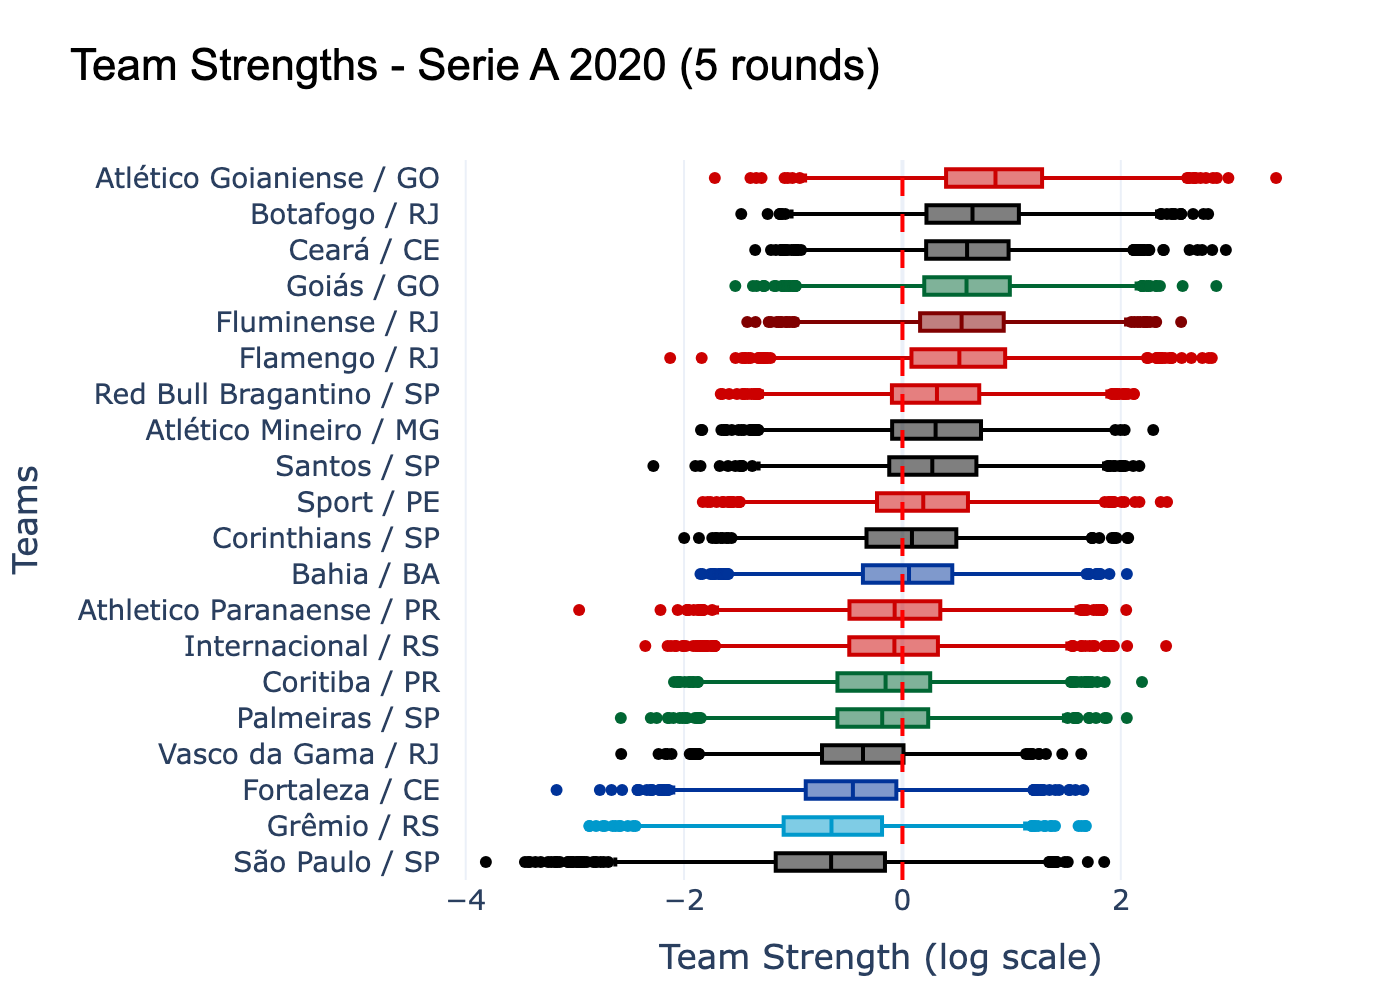 Team Strengths - Serie A 2020 (5 rounds)
Teams
Atlético Goianiense / GO
Botafogo / RJ
Ceará / CE
Goiás / GO
Fluminense / RJ
Flamengo / RJ
Red Bull Bragantino / SP
Atlético Mineiro / MG
Santos / SP
Sport / PE
Corinthians / SP
Bahia / BA
Athletico Paranaense / PR
Internacional / RS
Coritiba / PR
Palmeiras / SP
Vasco da Gama / RJ
Fortaleza / CE
Grêmio / RS
São Paulo / SP
−4 −2 0 2
Team Strength (log scale)